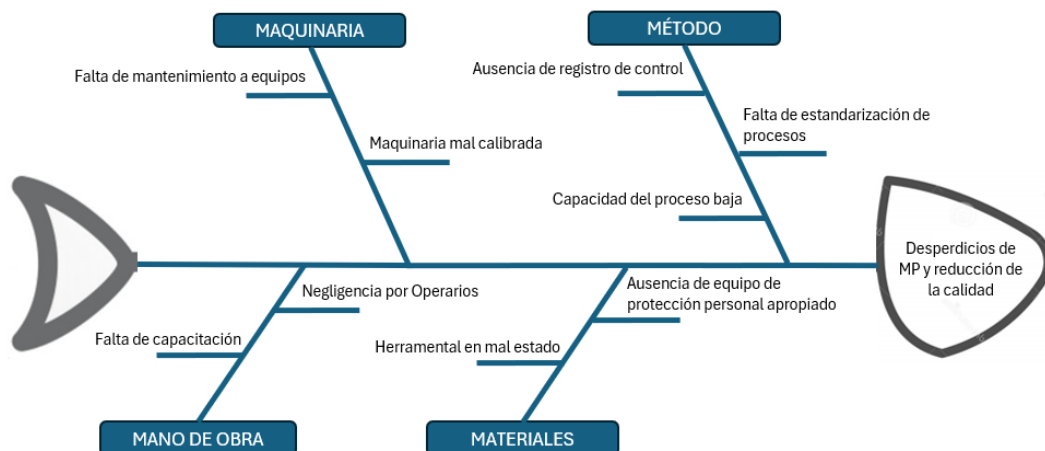 MAQUINARIA
MÉTODO
Falta de mantenimiento a equipos
Ausencia de registro de control
Falta de estandarización de
procesos
Maquinaria mal calibrada
Capacidad del proceso baja
Desperdicios de
MP y reducción de
la calidad
Negligencia por Operarios
Ausencia de equipo de
protección personal apropiado
Falta de capacitación
Herramental en mal estado
MANO DE OBRA
MATERIALES